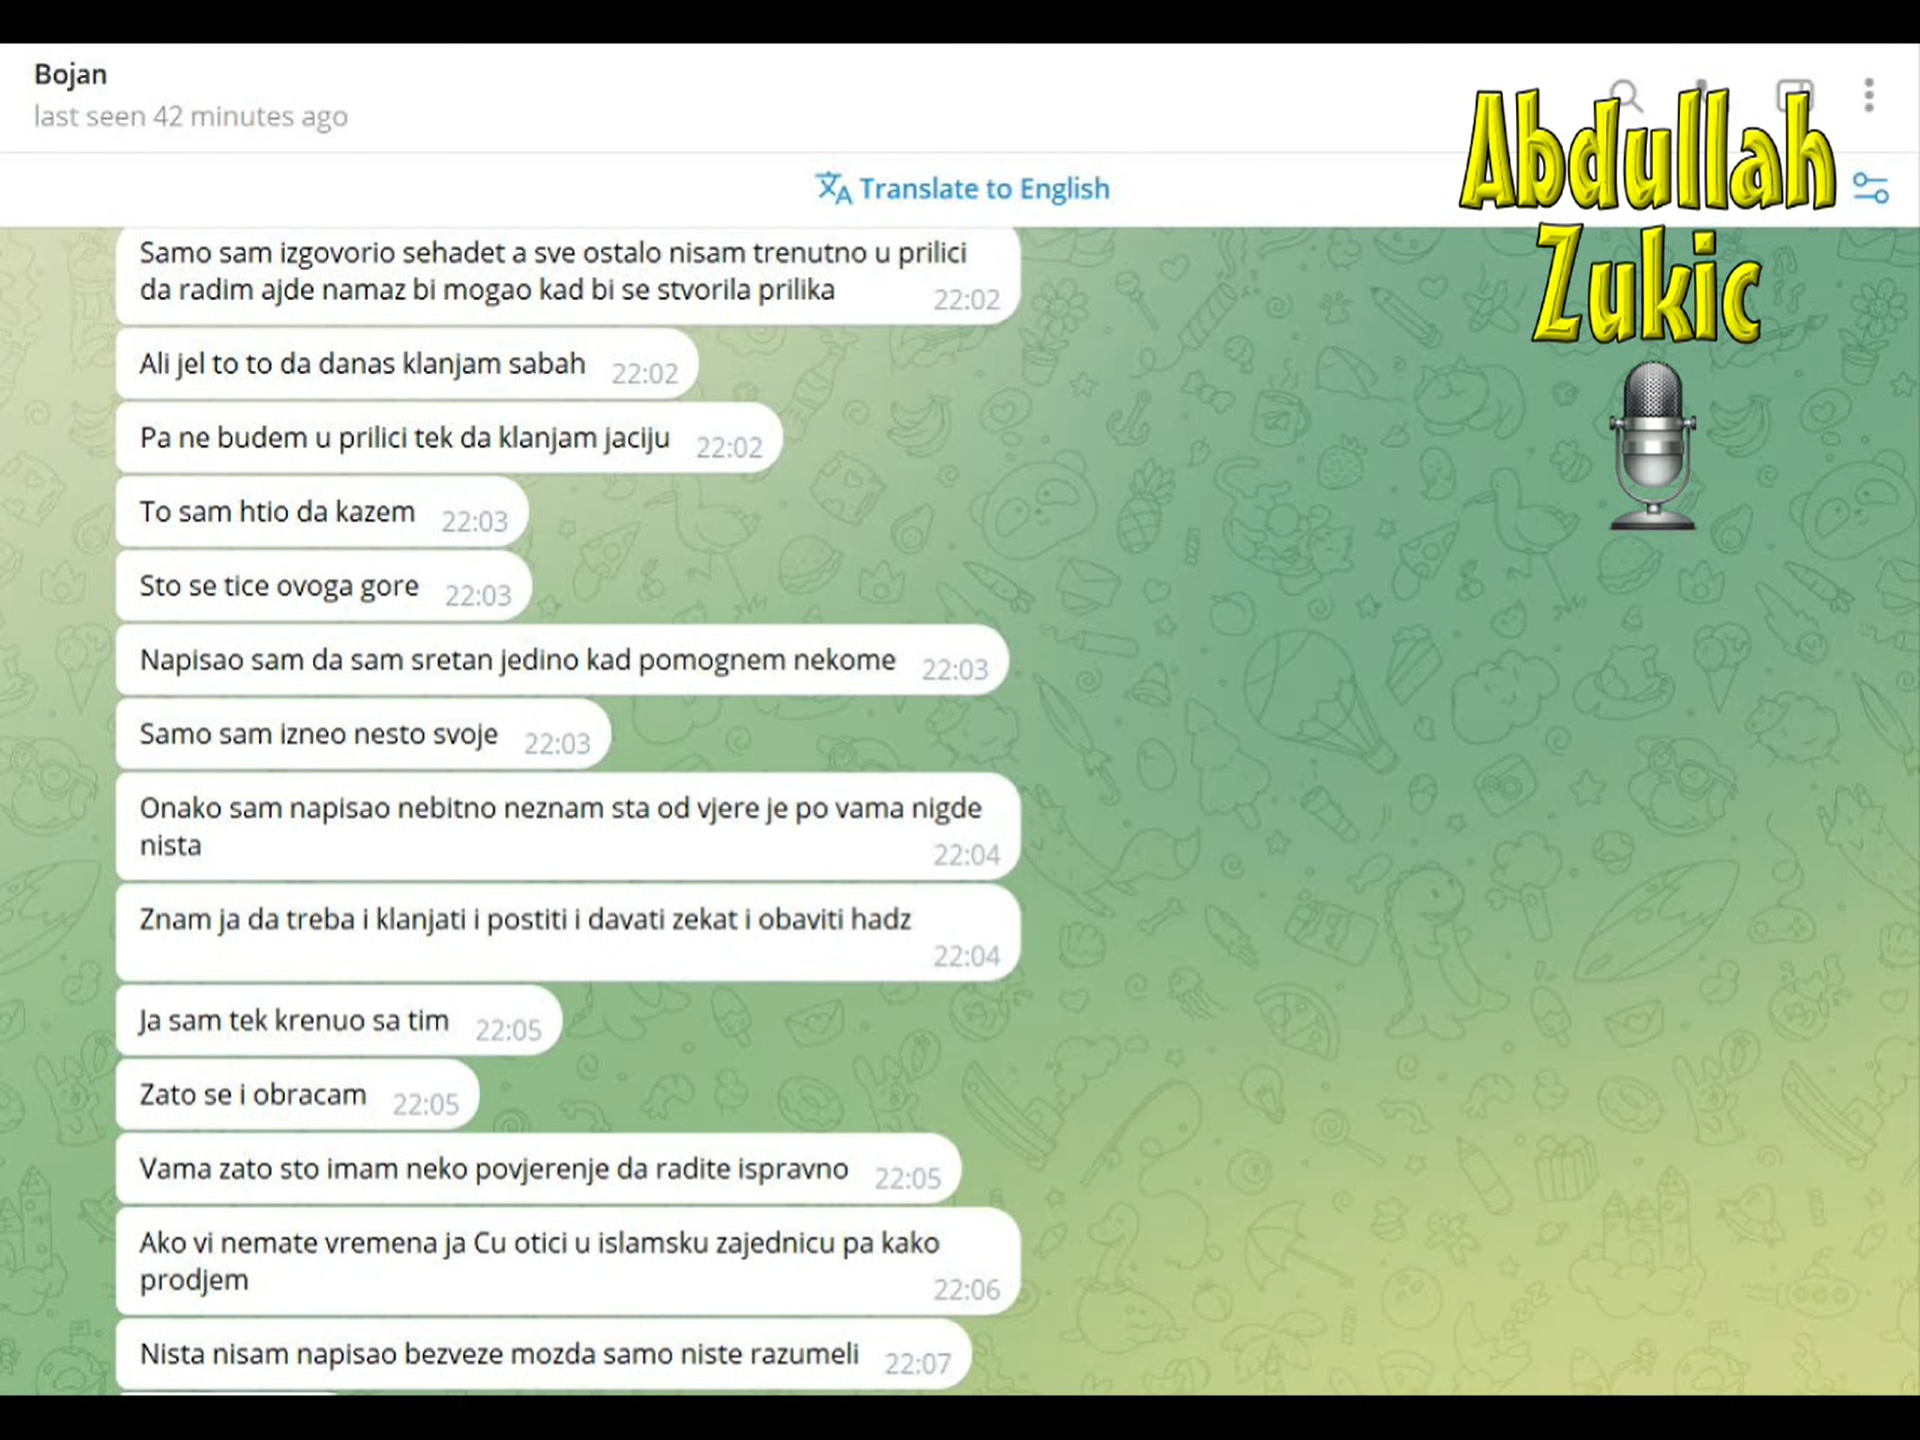 Bojan
last seen 42 minutes ago
Translate to English
Abdullah
Zukic
Samo sam izgovorio sehadet a sve ostalo nisam trenutno u prilici
da radim ajde namaz bi mogao kad bi se stvorila prilika 22:02
Ali jel to to da danas klanjam sabah 22:02
Pa ne budem u prilici tek da klanjam jaciju 22:02
To sam htio da kazem 22:03
Sto se tice ovoga gore 22:03
Napisao sam da sam sretan jedino kad pomognem nekome 22:03
Samo sam izneo nesto svoje 22:03
Onako sam napisao nebitno neznam sta od vjere je po vama nigde
nista 22:04
Znam ja da treba i klanjati i postiti i davati zekat i obaviti hadz
22:04
Ja sam tek krenuo sa tim 22:05
Zato se i obracam 22:05
Vama zato sto imam neko povjerenje da radite ispravno 22:05
Ako vi nemate vremena ja Cu otici u islamsku zajednicu pa kako
prodjem 22:06
Nista nisam napisao bezveze mozda samo niste razumeli 22:07